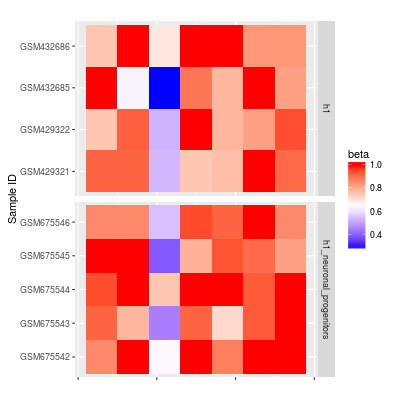 GSM432686
GSM432685
GSM429322
GSM429321
h1
Sample ID
GSM675546
GSM675545
GSM675544
GSM675543
GSM675542
h1_neuronal_progenitors
beta
1.0
0.8
0.6
0.4